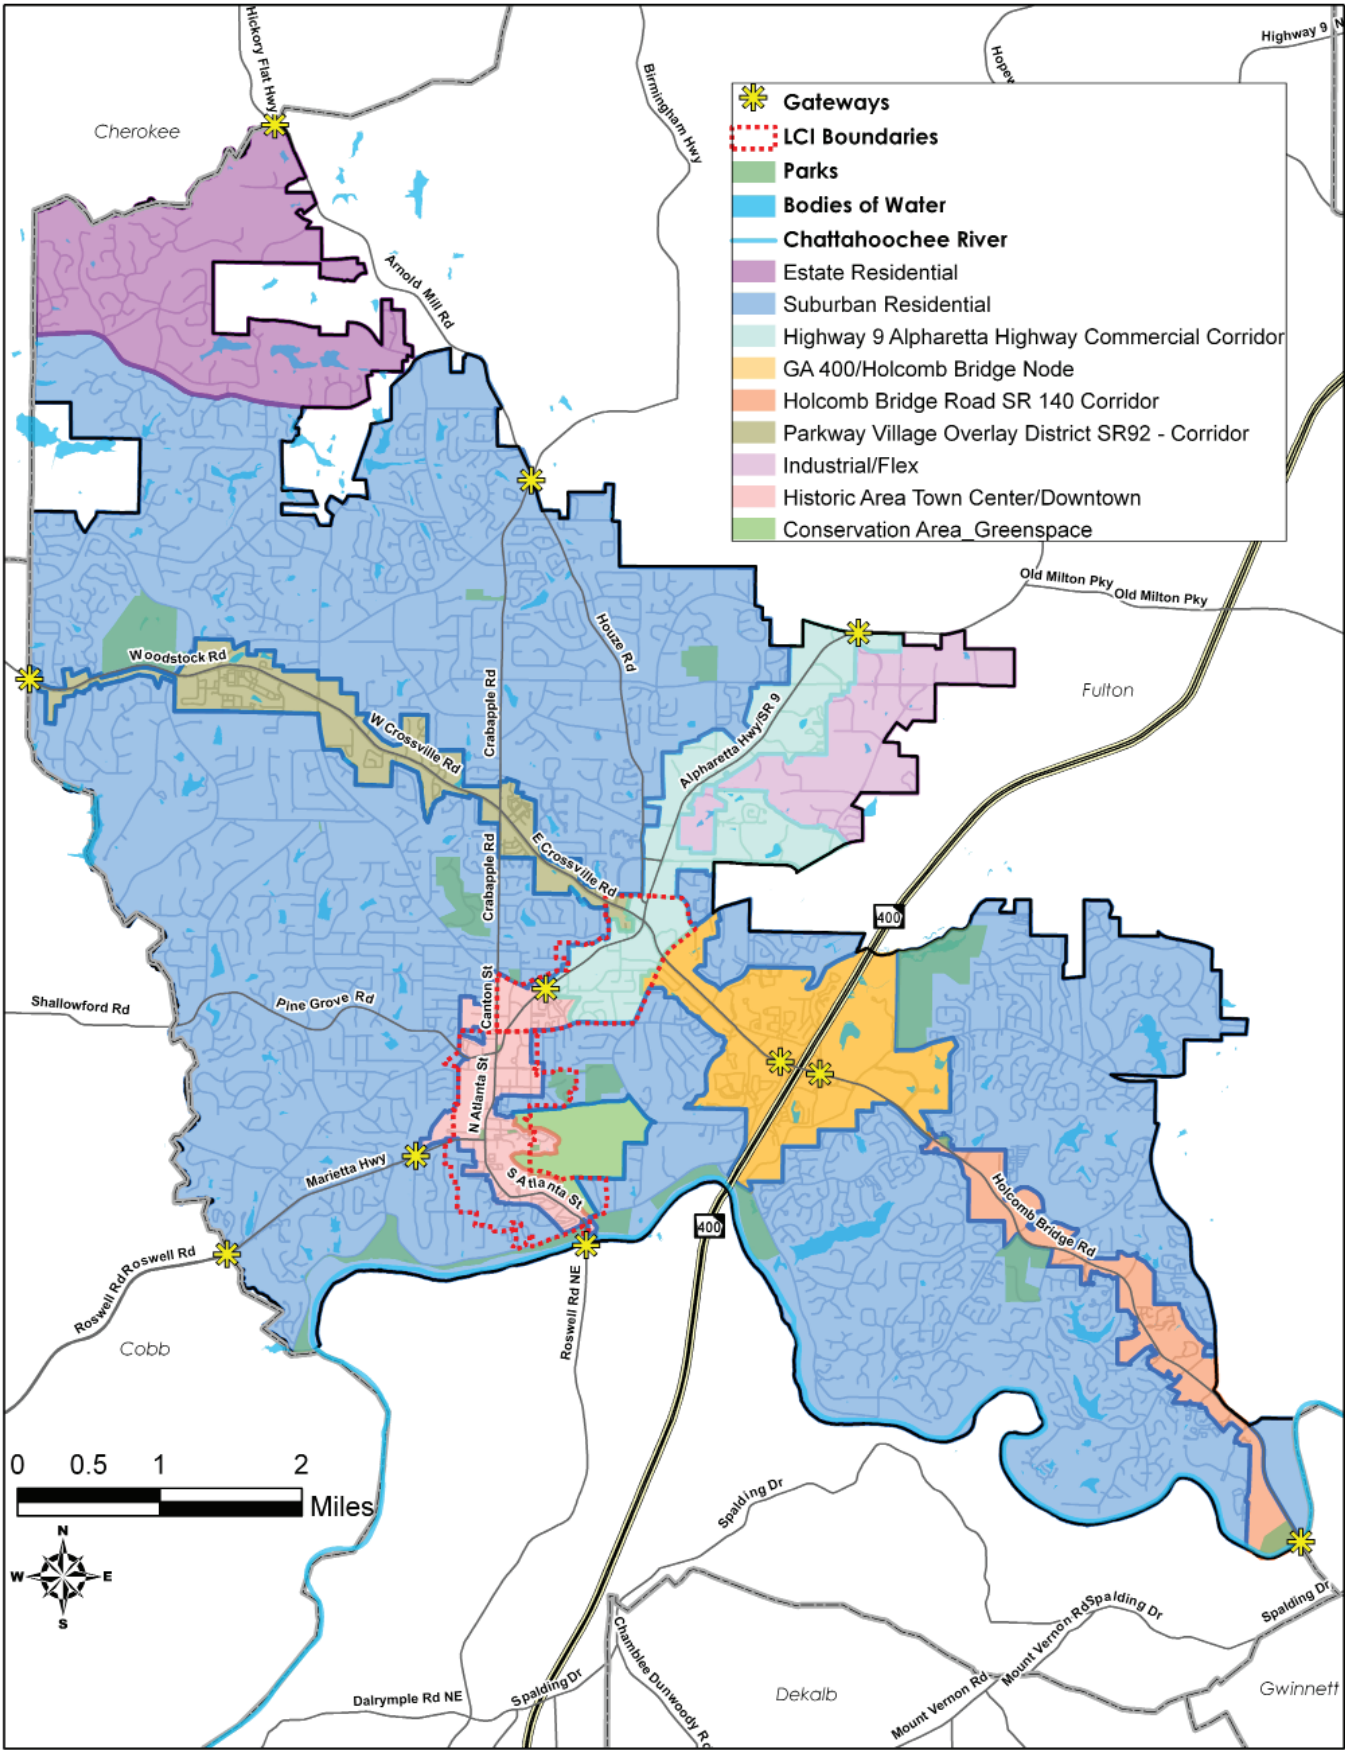 Hickory Flat Hwy
Highway 9
N
Birmingham Hwy
Hopew
Cherokee
Gateways
LCI Boundaries
Parks
Bodies of Water
Chattahoochee River
Estate Residential
Suburban Residential
Highway 9 Alpharetta Highway Commercial Corridor
GA 400/Holcomb Bridge Node
Holcomb Bridge Road SR 140 Corridor
Parkway Village Overlay District SR92 - Corridor
Industrial/Flex
Historic Area Town Center/Downtown
Conservation Area_Greenspace
Arnold Mill Rd
Old Milton Pky
Old Milton Pky
Houze Rd
Woodstock Rd
Fulton
Crabapple Rd
W Crossville Rd
Alpharetta Hwy/SR 9
E Crossville Rd
Crabapple Rd
400
Canton St
Shallowford Rd
Pine Grove Rd
N Atlanta St
Marietta Hwy
S Atlanta St
Holcomb Bridge Rd
400
Roswell Rd
Roswell Rd
Roswell Rd NE
Cobb
0 0.5 1 2
Miles
N
W E
S
Spalding Dr
Spalding Dr
Spalding Dr
Mount Vernon Rd
Chamblee Dunwoody Rd
Mount Vernon Rd
Spalding Dr
Dalrymple Rd NE
Dekalb
Gwinnett